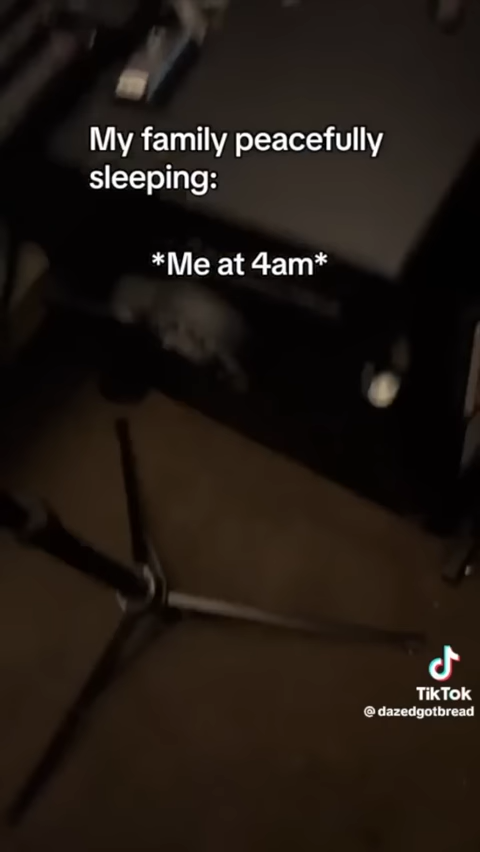 My family peacefully
sleeping:
*Me at 4am*
TikTok
@dazedgotbread